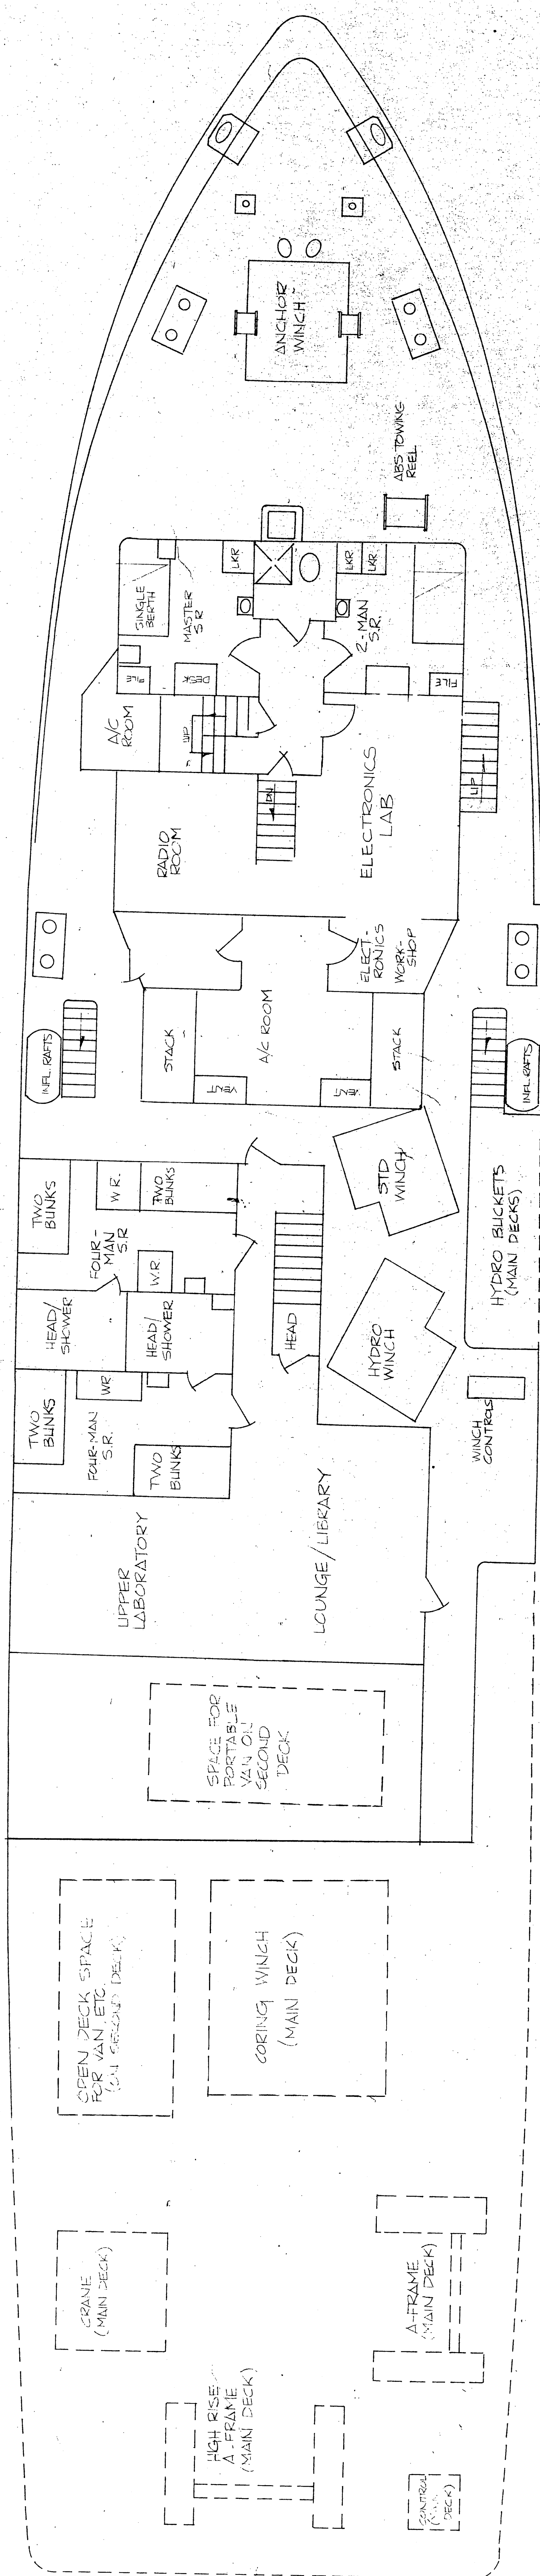 ANCHOR
WINCH
ABS TOWING
REEL
LKR
LKR
LKR
SINGLE
BERTH
MASTER
S.R
2-MAN
S.R.
FILE
DESK
FILE
A/C
ROOM
UP
DN
UP
RADIO
ROOM
ELECTRONICS
LAB
ELECT-
RONICS
WORK-
SHOP
INFL. RAFTS
STACK
A/C ROOM
STACK
VENT
VENT
INFL. RAFTS
TWO
BUNKS
W.R.
TWO
BUNKS
STD
WINCH
HYDRO BUCKETS
(MAIN DECKS)
FOUR-
MAN
S.R
W.R.
HEAD/
SHOWER
HEAD/
SHOWER
HEAD
HYDRO
WINCH
TWO
BUNKS
WR.
FOUR-MAN
S.R.
TWO
BUNKS
WINCH
CONTROLS
UPPER
LABORATORY
LOUNGE/LIBRARY
SPACE FOR
PORTABLE
VAN ON
SECOND
DECK
OPEN DECK SPACE
FOR VAN, ETC.
(ON SECOND DECK)
CORING WINCH
(MAIN DECK)
CRANE
(MAIN DECK)
A-FRAME
(MAIN DECK)
HIGH RISE
A-FRAME
(MAIN DECK)
CONTROL
DECK)